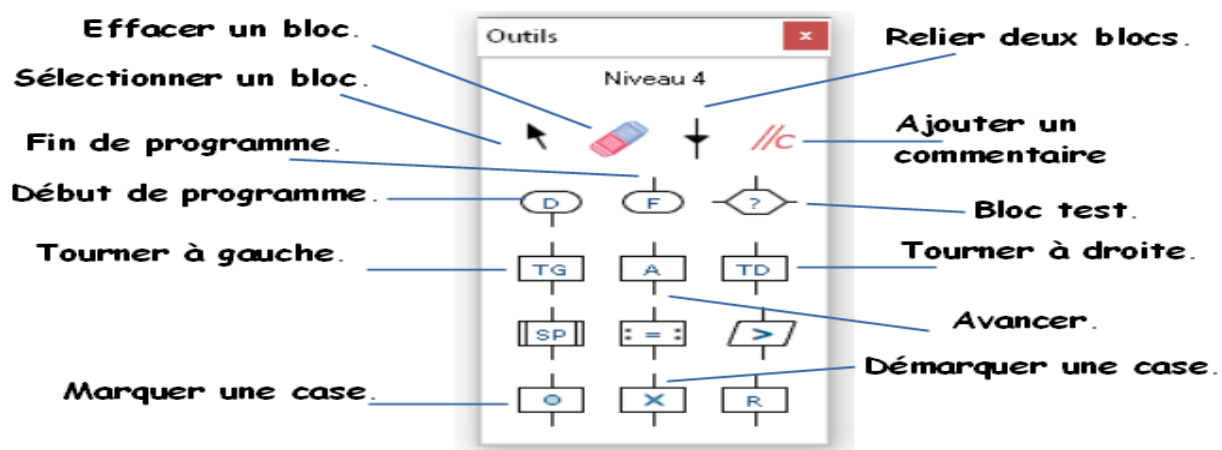 Effacer un bloc.
Sélectionner un bloc.
Fin de programme.
Début de programme.
Tourner à gauche.
Marquer une case.
Outils
x
Niveau 4
//C
D
F
?
TG
A
TD
SP
: = :
>
X
R
Relier deux blocs.
Ajouter un
commentaire
Bloc test.
Tourner à droite.
Avancer.
Démarquer une case.